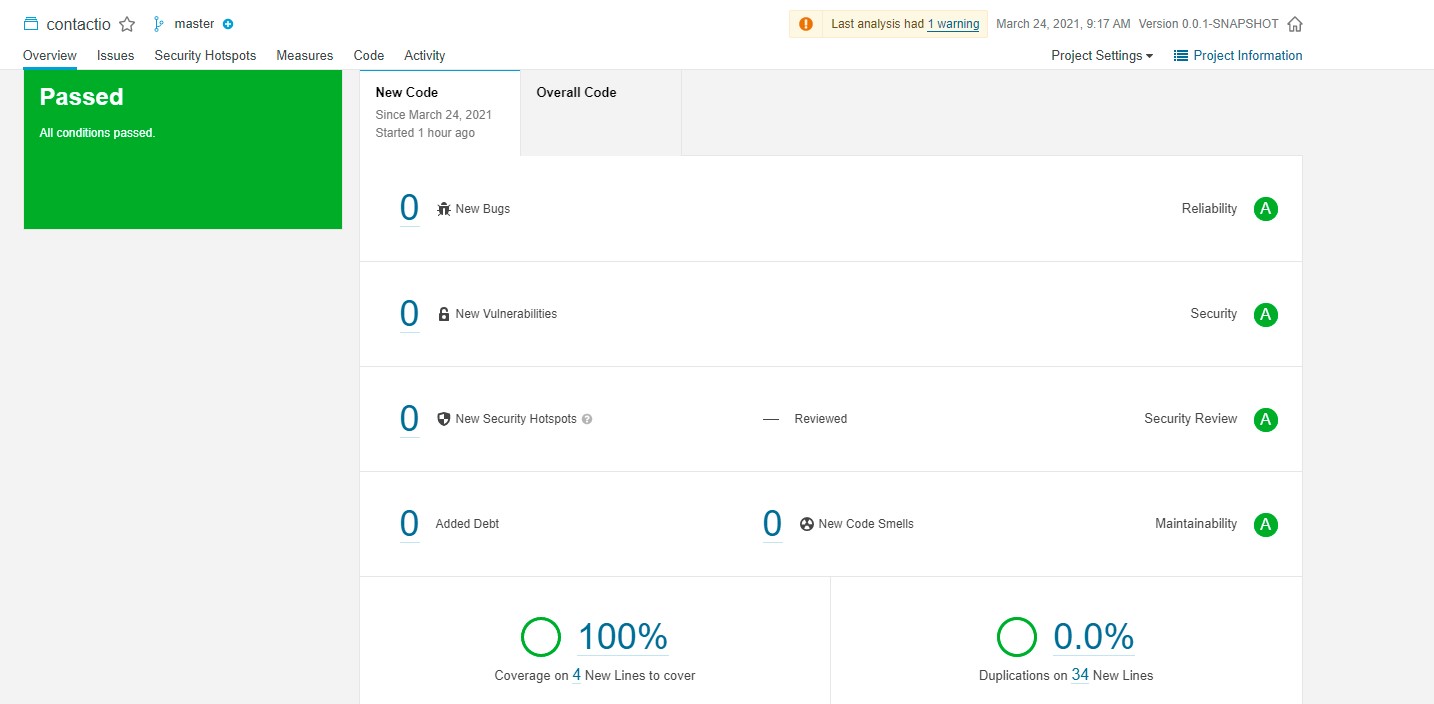 contactio master Last analysis had 1 warning March 24, 2021, 9:17 AM Version 0.0.1-SNAPSHOT
Overview Issues Security Hotspots Measures Code Activity Project Settings Project Information
Passed
All conditions passed.
New Code
Since March 24, 2021
Started 1 hour ago
Overall Code
0 New Bugs Reliability A
0 New Vulnerabilities Security A
0 New Security Hotspots ? — Reviewed Security Review A
0 Added Debt 0 New Code Smells Maintainability A
100%
Coverage on 4 New Lines to cover
0.0%
Duplications on 34 New Lines